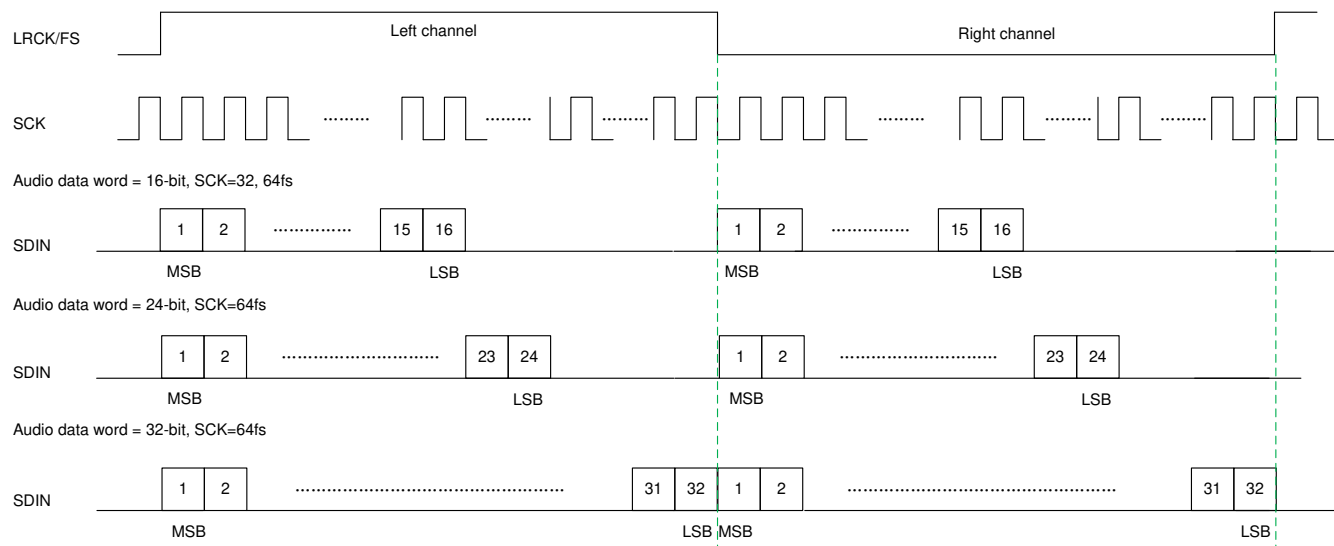 LRCK/FS
Left channel
Right channel
SCK
Audio data word = 16-bit, SCK=32, 64fs
SDIN
1 2 15 16 1 2 15 16
MSB LSB MSB LSB
Audio data word = 24-bit, SCK=64fs
SDIN
1 2 23 24 1 2 23 24
MSB LSB MSB LSB
Audio data word = 32-bit, SCK=64fs
SDIN
1 2 31 32 1 2 31 32
MSB LSB MSB LSB